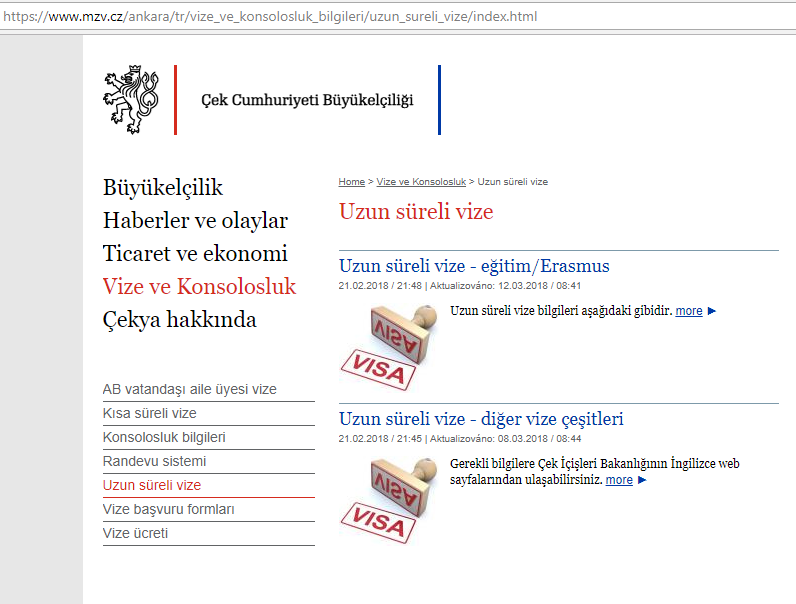 https://www.mzv.cz/ankara/tr/vize_ve_konsolosluk_bilgileri/uzun_sureli_vize/index.html
Çek Cumhuriyeti Büyükelçiliği
Büyükelçilik
Haberler ve olaylar
Ticaret ve ekonomi
Vize ve Konsolosluk
Çekya hakkında
AB vatandaşı aile üyesi vize
Kısa süreli vize
Konsolosluk bilgileri
Randevu sistemi
Uzun süreli vize
Vize başvuru formları
Vize ücreti
Home > Vize ve Konsolosluk > Uzun süreli vize
Uzun süreli vize
Uzun süreli vize - eğitim/Erasmus
21.02.2018 / 21:48 | Aktualizováno: 12.03.2018 / 08:41
VISA
VISA
Uzun süreli vize bilgileri aşağıdaki gibidir. more ►
Uzun süreli vize - diğer vize çeşitleri
21.02.2018 / 21:45 | Aktualizováno: 08.03.2018 / 08:44
VISA
VISA
Gerekli bilgilere Çek İçişleri Bakanlığının İngilizce web
sayfalarından ulaşabilirsiniz. more ►